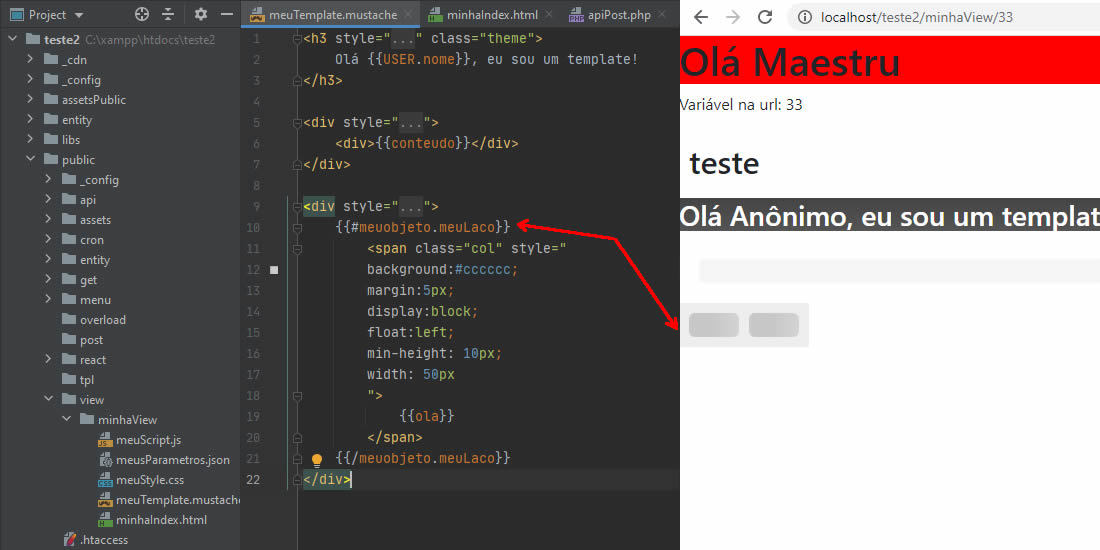 Project
teste2 C:\xampp\htdocs\teste2
_cdn
_config
assetsPublic
entity
libs
public
_config
api
assets
cron
entity
get
menu
overload
post
react
tpl
view
minhaView
meuScript.js
meusParametros.json
meuStyle.css
meuTemplate.mustache
minhaIndex.html
.htaccess
meuTemplate.mustache
minhaIndex.html
apiPost.php
1 <h3 style="..." class="theme">
2 Olá {{USER.nome}}, eu sou um template!
3 </h3>
4
5 <div style="...">
6 <div>{{conteudo}}</div>
7 </div>
8
9 <div style="...">
10 {{#meuobjeto.meuLaco}}
11 <span class="col" style="
12 background:#cccccc;
13 margin:5px;
14 display:block;
15 float:left;
16 min-height: 10px;
17 width: 50px
18 ">
19 {{ola}}
20 </span>
21 {{/meuobjeto.meuLaco}}
22 </div>
localhost/teste2/minhaView/33
Olá Maestru
Variável na url: 33
teste
Olá Anônimo, eu sou um templat